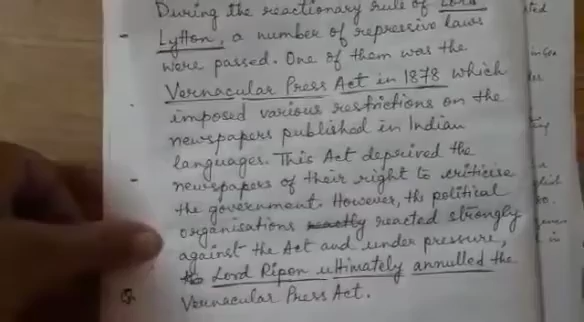 During the reactionary rule of Lord
Lytton, a number of repressive laws
were passed. One of them was the
Vernacular Press Act in 1878 which
imposed various restrictions on the
newspapers published in Indian
languages. This Act deprived the
newspapers of their right to criticise
the government. However, the political
organisations reacted strongly
against the Act and under pressure,
Lord Ripon ultimately annulled the
Vernacular Press Act.